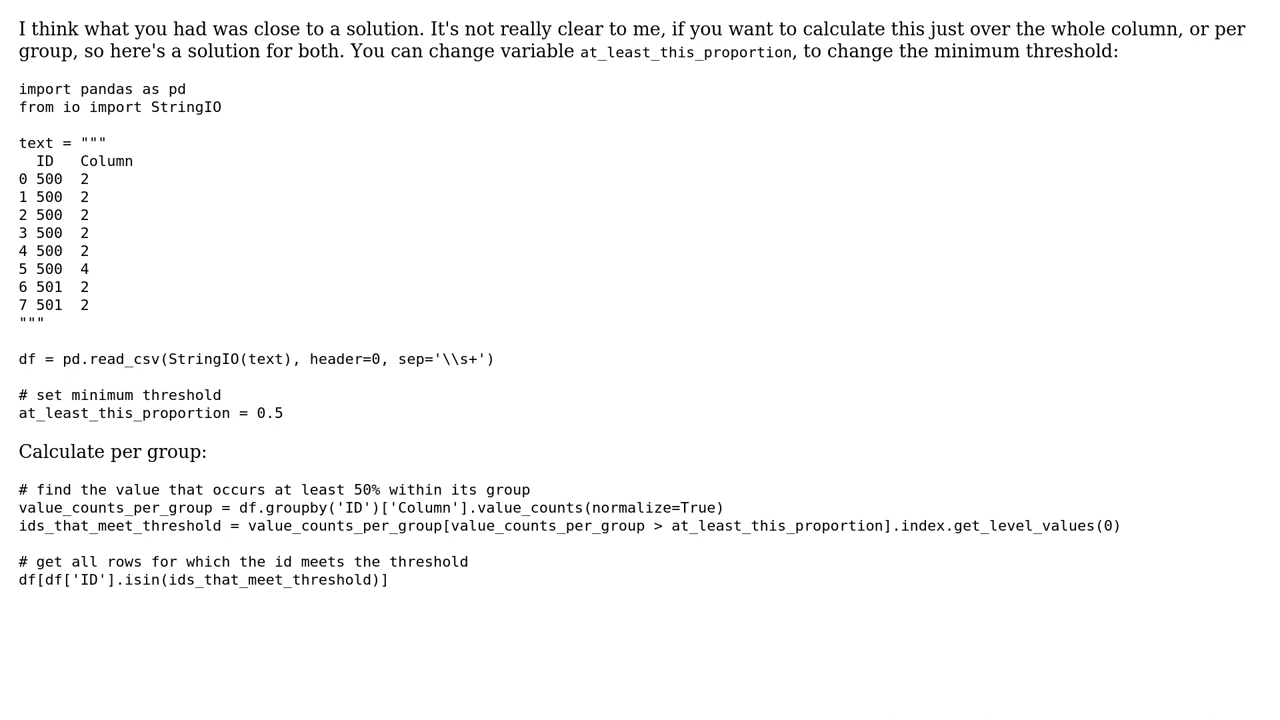 I think what you had was close to a solution. It's not really clear to me, if you want to calculate this just over the whole column, or per
group, so here's a solution for both. You can change variable at_least_this_proportion, to change the minimum threshold:
import pandas as pd
from io import StringIO
text = """
  ID   Column
0 500  2
1 500  2
2 500  2
3 500  2
4 500  2
5 500  4
6 501  2
7 501  2
"""
df = pd.read_csv(StringIO(text), header=0, sep='\\s+')
# set minimum threshold
at_least_this_proportion = 0.5
Calculate per group:
# find the value that occurs at least 50% within its group
value_counts_per_group = df.groupby('ID')['Column'].value_counts(normalize=True)
ids_that_meet_threshold = value_counts_per_group[value_counts_per_group > at_least_this_proportion].index.get_level_values(0)
# get all rows for which the id meets the threshold
df[df['ID'].isin(ids_that_meet_threshold)]